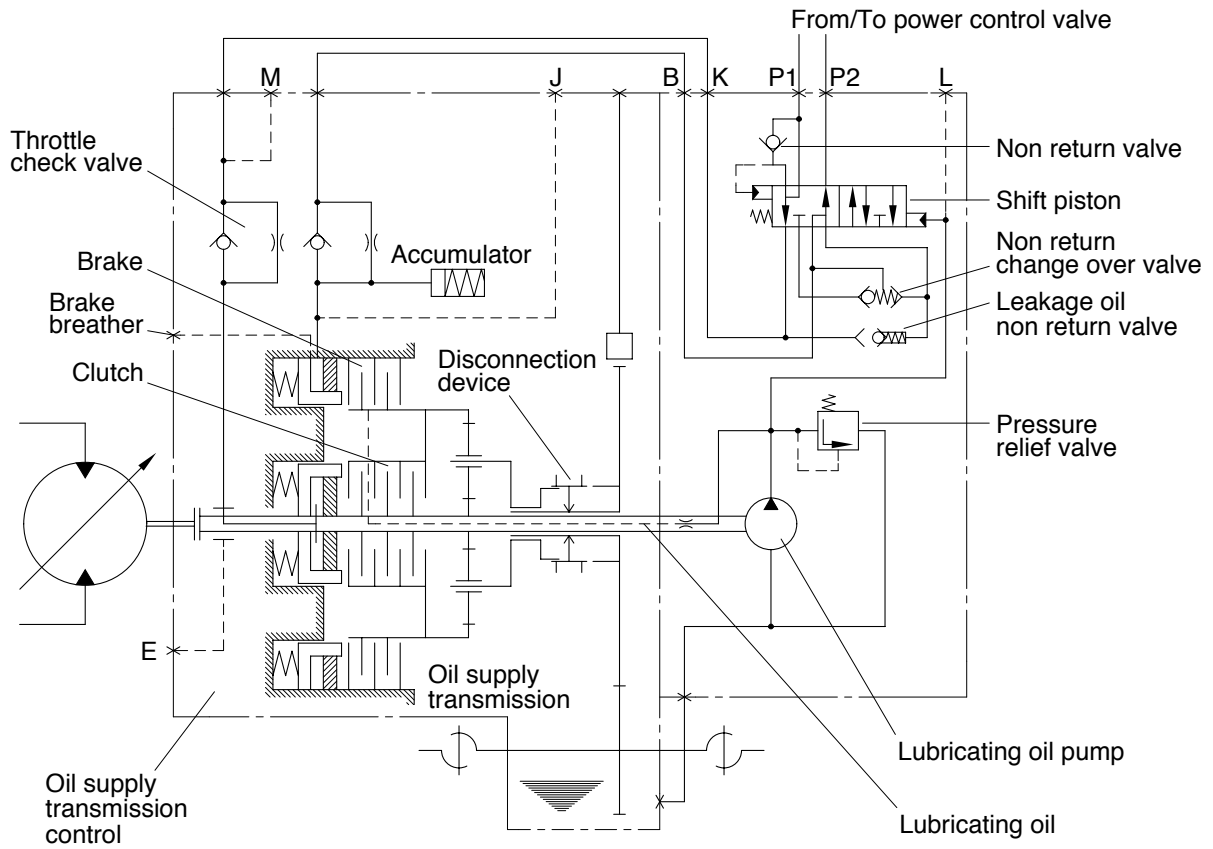 From/To power control valve
M
J
B
K
P1
P2
L
Throttle
check valve
Non return valve
Shift piston
Brake
Accumulator
Non return
change over valve
Brake
breather
Leakage oil
non return valve
Disconnection
device
Clutch
Pressure
relief valve
E
Oil supply
transmission
Lubricating oil pump
Oil supply
transmission
control
Lubricating oil